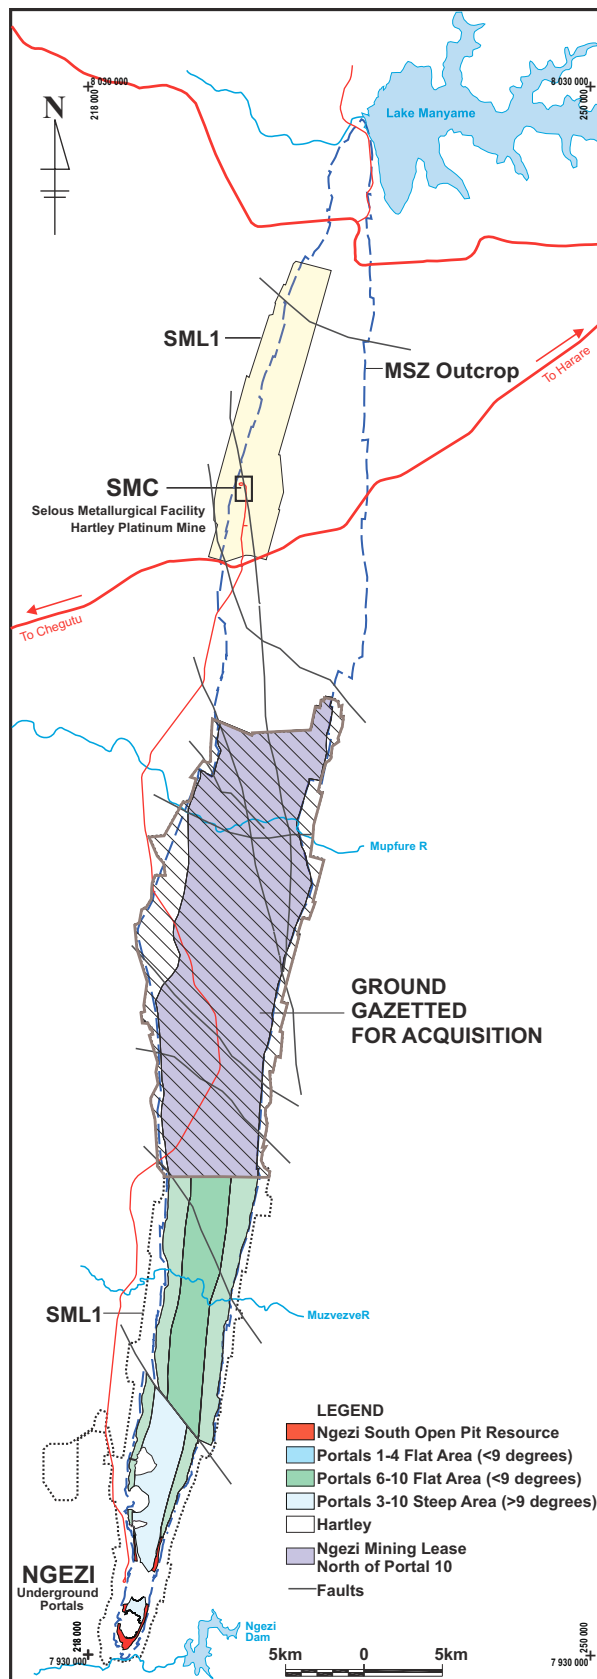 8 030 000
218 000
8 030 000
250 000
N
Lake Manyame
SML1
MSZ Outcrop
To Harare
SMC
Selous Metallurgical Facility
Hartley Platinum Mine
To Chegutu
Mupfure R
GROUND
GAZETTED
FOR ACQUISITION
SML1
MuzvezveR
LEGEND
Ngezi South Open Pit Resource
Portals 1-4 Flat Area (<9 degrees)
Portals 6-10 Flat Area (<9 degrees)
Portals 3-10 Steep Area (>9 degrees)
Hartley
Ngezi Mining Lease
North of Portal 10
Faults
NGEZI
Underground
Portals
Ngezi
Dam
218 000
7 930 000
5km
0
5km
250 000
7 930 000